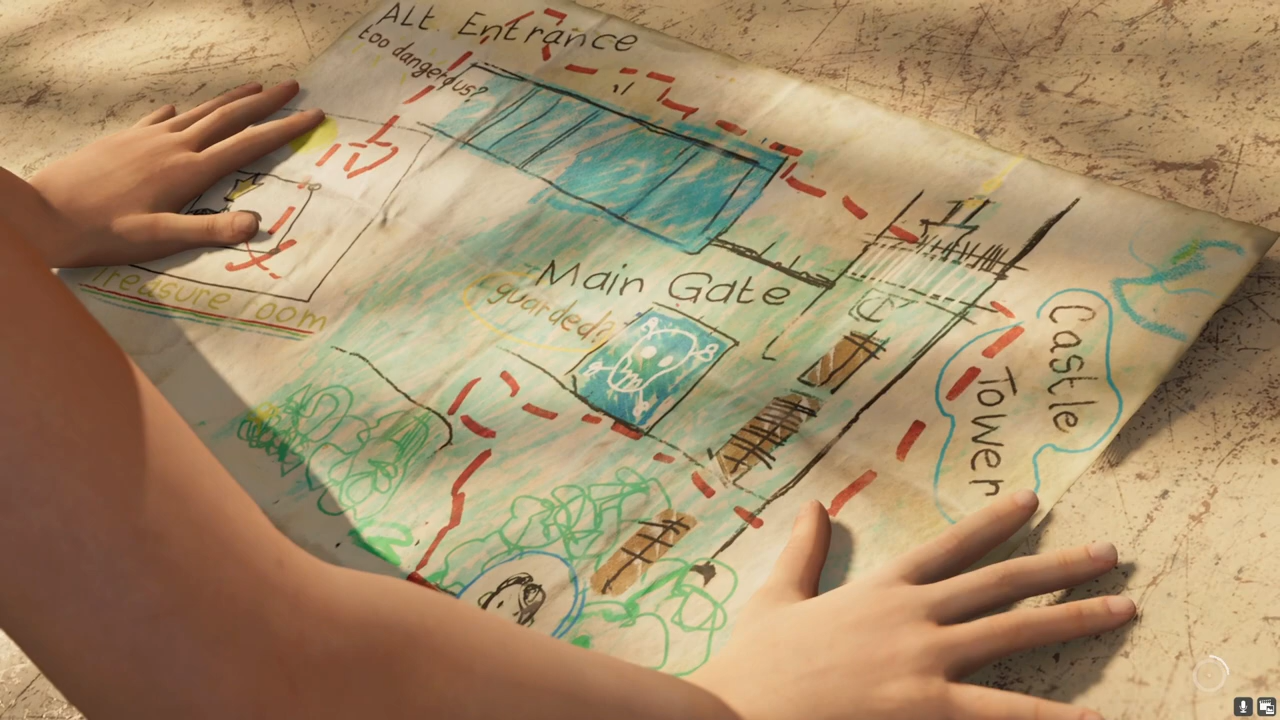 ALt. Entrance
too dangerous?
Main Gate
guarded!?
Treasure room
Castle
Tower